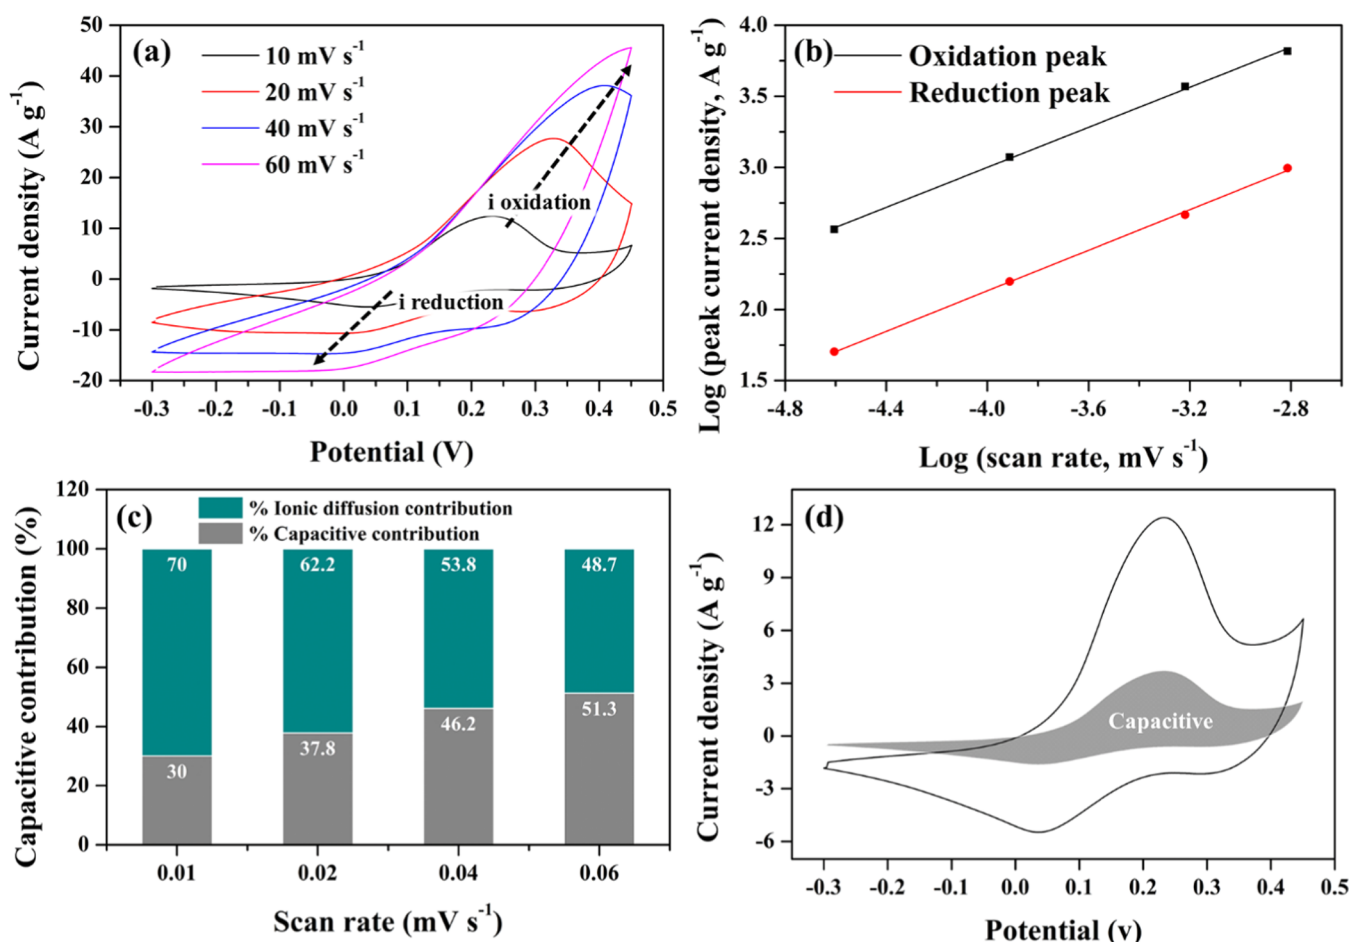 (a)
10 mV s⁻¹
20 mV s⁻¹
40 mV s⁻¹
60 mV s⁻¹
i oxidation
i reduction
50
40
30
20
10
0
-10
-20
-0.3
-0.2
-0.1
0.0
0.1
0.2
0.3
0.4
0.5
Current density (A g⁻¹)
Potential (V)
(b)
Oxidation peak
Reduction peak
4.0
3.5
3.0
2.5
2.0
1.5
-4.8
-4.4
-4.0
-3.6
-3.2
-2.8
Log (peak current density, A g⁻¹)
Log (scan rate, mV s⁻¹)
(c)
% Ionic diffusion contribution
% Capacitive contribution
120
100
80
60
40
20
0
70
62.2
53.8
48.7
30
37.8
46.2
51.3
0.01
0.02
0.04
0.06
Capacitive contribution (%)
Scan rate (mV s⁻¹)
(d)
12
9
6
3
0
-3
-6
Capacitive
-0.3
-0.2
-0.1
0.0
0.1
0.2
0.3
0.4
0.5
Current density (A g⁻¹)
Potential (v)